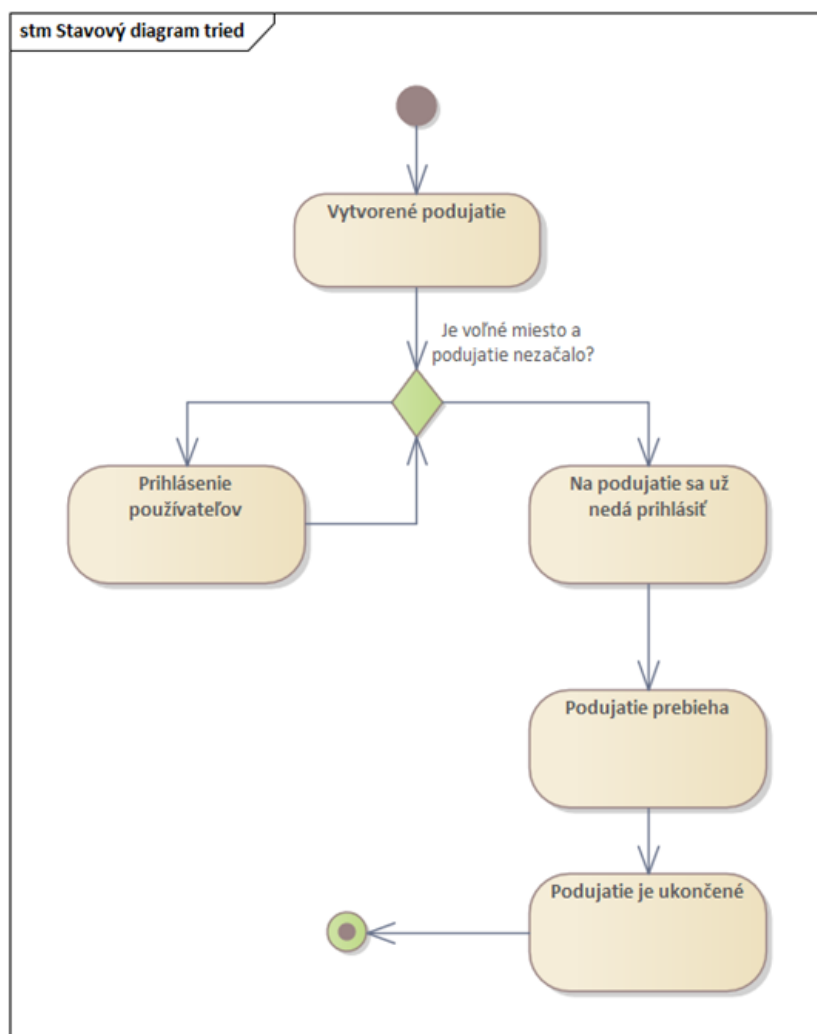 stm Stavový diagram tried
Vytvorené podujatie
Je voľné miesto a
podujatie nezačalo?
Prihlásenie
používateľov
Na podujatie sa už
nedá prihlásiť
Podujatie prebieha
Podujatie je ukončené